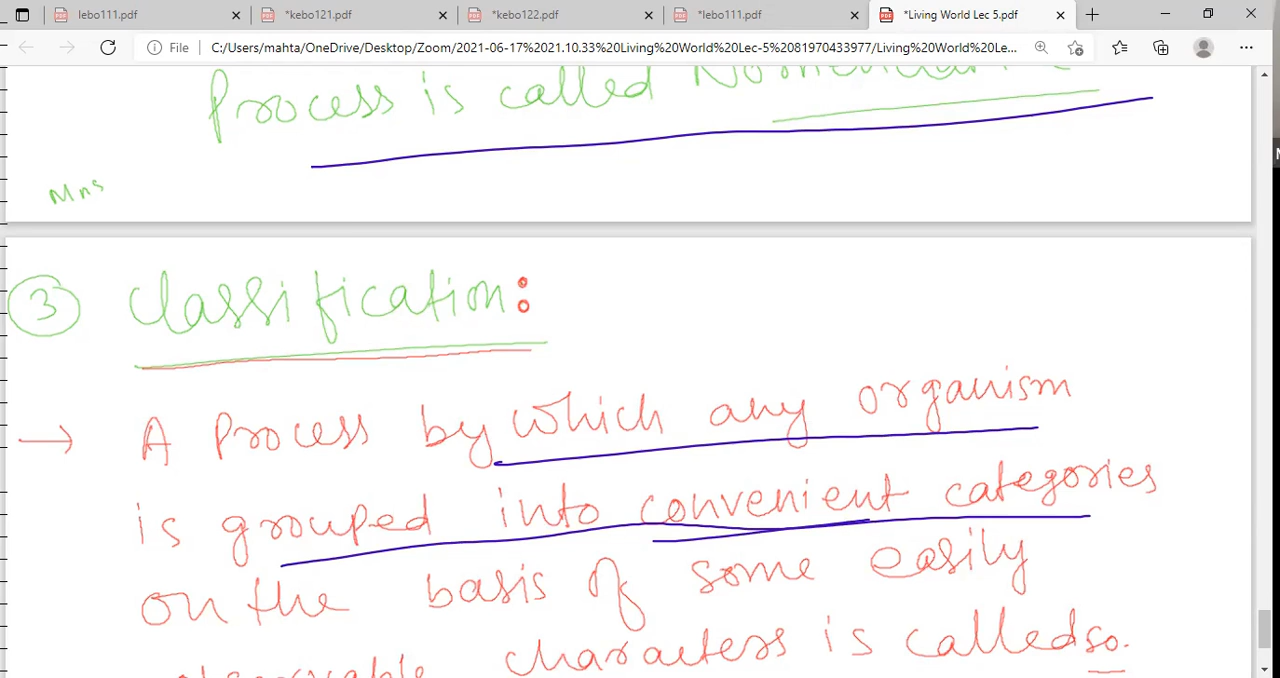 lebo111.pdf
*kebo121.pdf
*kebo122.pdf
*lebo111.pdf
*Living World Lec 5.pdf
File
C:/Users/mahta/OneDrive/Desktop/Zoom/2021-06-17%2021.10.33%20Living%20World%20Lec-5%2081970433977/Living%20World%20Le...
Process is called Nomenclature
Mns
3 Classification:
→ A Process by which any organism
is grouped into convenient categories
on the basis of some easily
observable characters is called so.